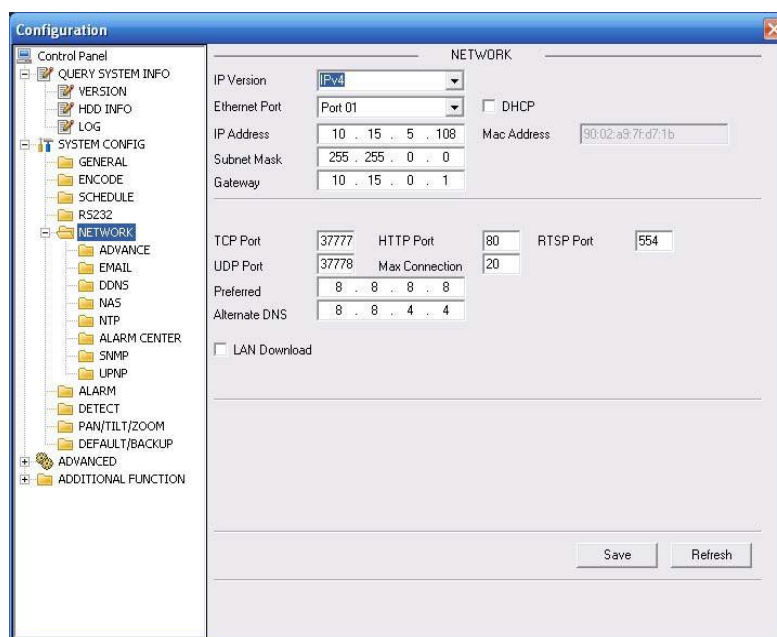 Configuration
Control Panel
QUERY SYSTEM INFO
VERSION
HDD INFO
LOG
SYSTEM CONFIG
GENERAL
ENCODE
SCHEDULE
RS232
NETWORK
ADVANCE
EMAIL
DDNS
NAS
NTP
ALARM CENTER
SNMP
UPNP
ALARM
DETECT
PAN/TILT/ZOOM
DEFAULT/BACKUP
ADVANCED
ADDITIONAL FUNCTION
NETWORK
IP Version IPv4
Ethernet Port Port 01 DHCP
IP Address 10 . 15 . 5 . 108 Mac Address 90:02:a9:7f:d7:1b
Subnet Mask 255 . 255 . 0 . 0
Gateway 10 . 15 . 0 . 1
TCP Port 37777 HTTP Port 80 RTSP Port 554
UDP Port 37778 Max Connection 20
Preferred 8 . 8 . 8 . 8
Alternate DNS 8 . 8 . 4 . 4
LAN Download
Save Refresh